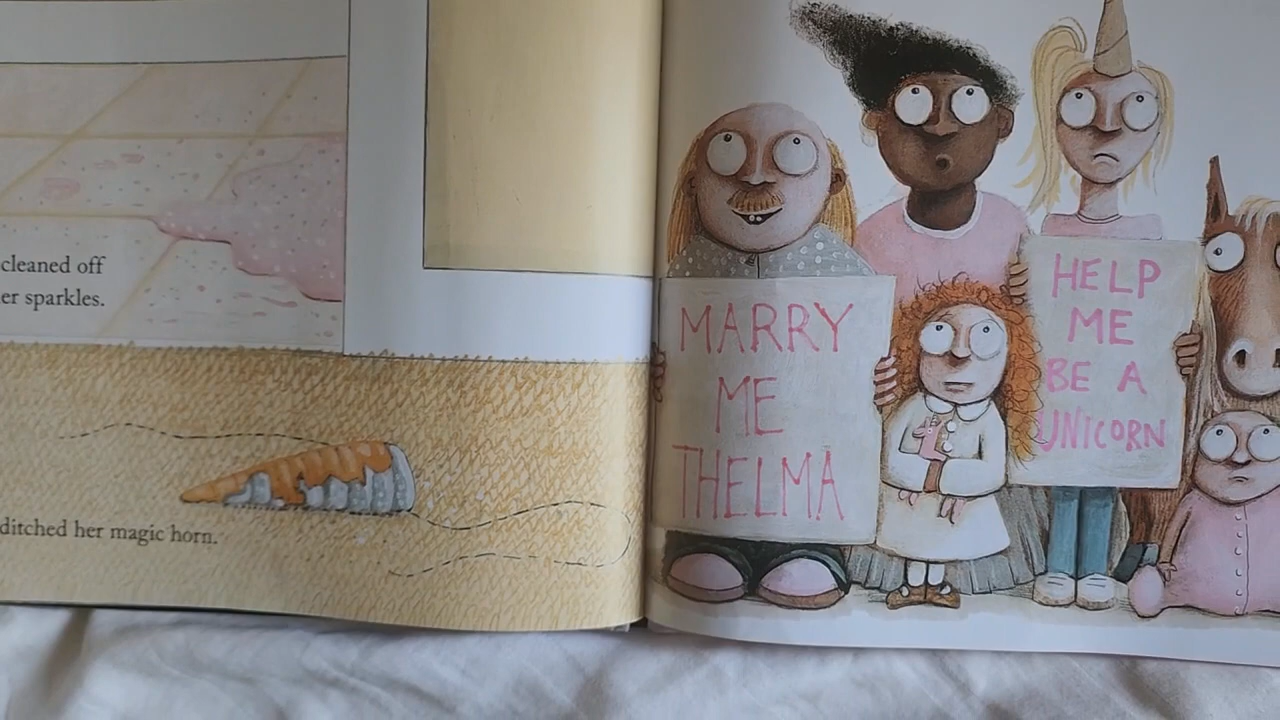 cleaned off
er sparkles.
ditched her magic horn.
MARRY
ME
THELMA
HELP
ME
BE A
UNICORN